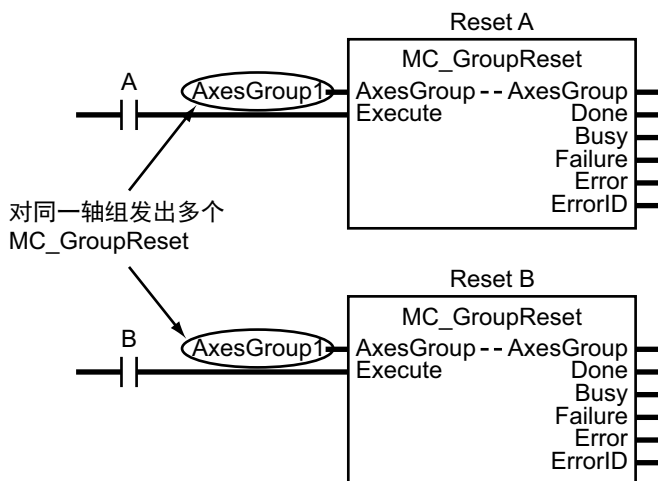 Reset A
MC_GroupReset
A
AxesGroup1
AxesGroup -- AxesGroup
Execute
Done
Busy
Failure
Error
ErrorID
对同一轴组发出多个
MC_GroupReset
Reset B
MC_GroupReset
B
AxesGroup1
AxesGroup -- AxesGroup
Execute
Done
Busy
Failure
Error
ErrorID